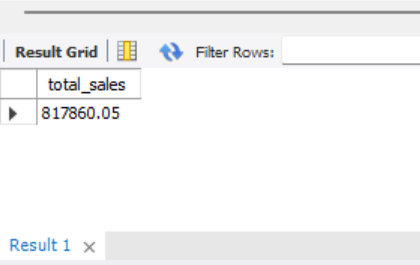 Result Grid Filter Rows:
total_sales
817860.05
Result 1 ×